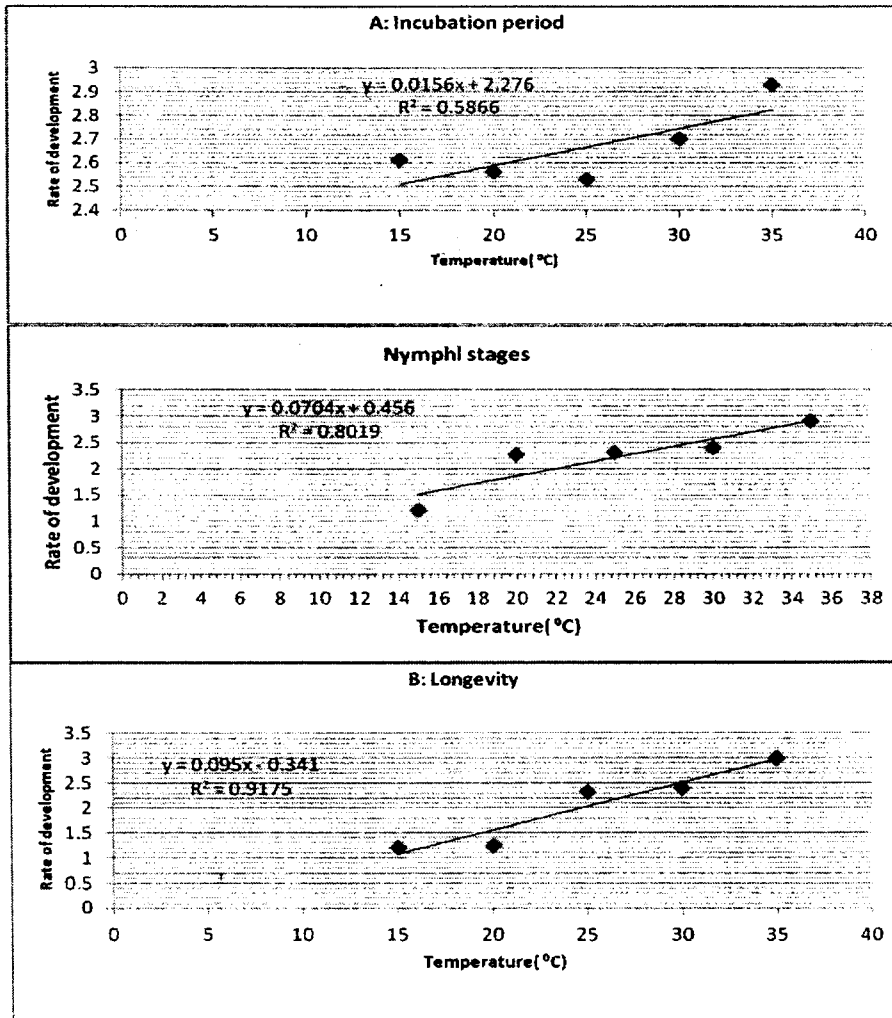 A: Incubation period
Rate of development
3
2.9
2.8
2.7
2.6
2.5
2.4
y = 0.0156x + 2.276
R² = 0.5866
0 5 10 15 20 25 30 35 40
Temperature(°C)
Nymphl stages
Rate of development
3.5
3
2.5
2
1.5
1
0.5
0
y = 0.0704x + 0.456
R² = 0.8019
0 2 4 6 8 10 12 14 16 18 20 22 24 26 28 30 32 34 36 38
Temperature(°C)
B: Longevity
Rate of development
3.5
3
2.5
2
1.5
1
0.5
0
y = 0.095x - 0.341
R² = 0.9175
0 5 10 15 20 25 30 35 40
Temperature(°C)